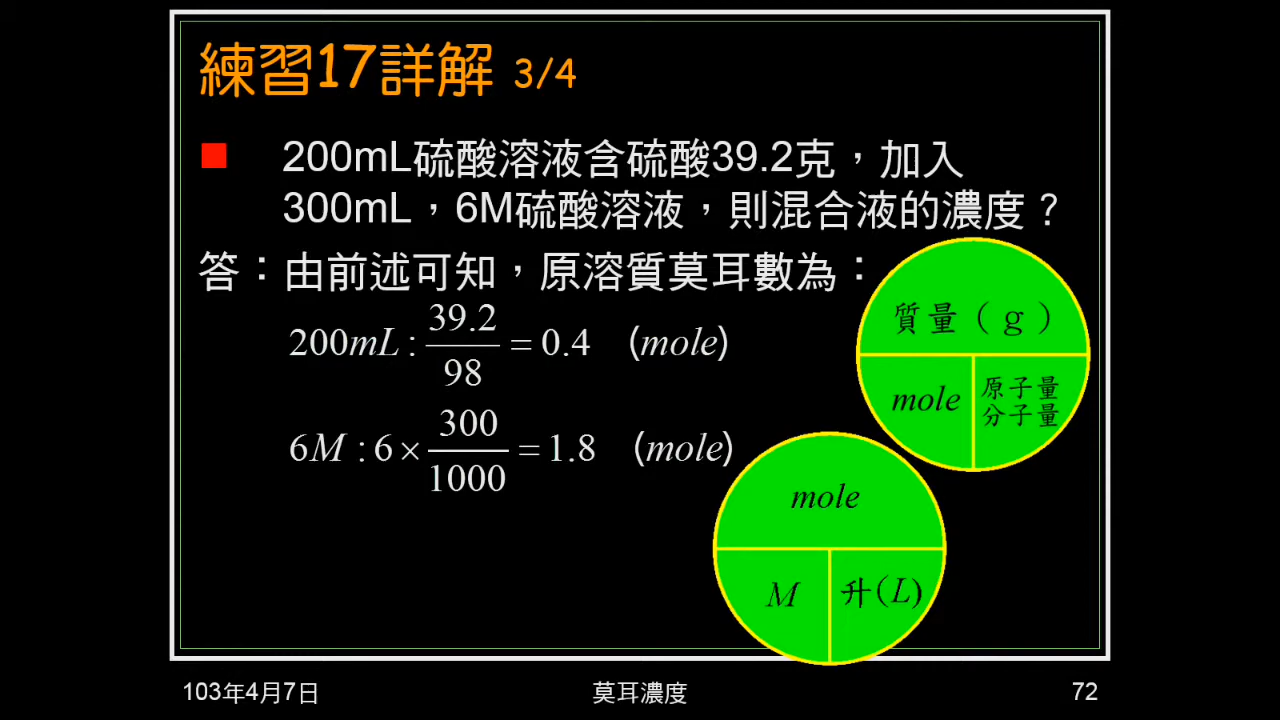 練習17詳解 3/4
200mL硫酸溶液含硫酸39.2克，加入
300mL，6M硫酸溶液，則混合液的濃度？
答：由前述可知，原溶質莫耳數為：
200mL : 39.2/98 = 0.4 (mole)
6M : 6 × 300/1000 = 1.8 (mole)
質量（g）
mole
原子量
分子量
mole
M
升(L)
103年4月7日
莫耳濃度
72